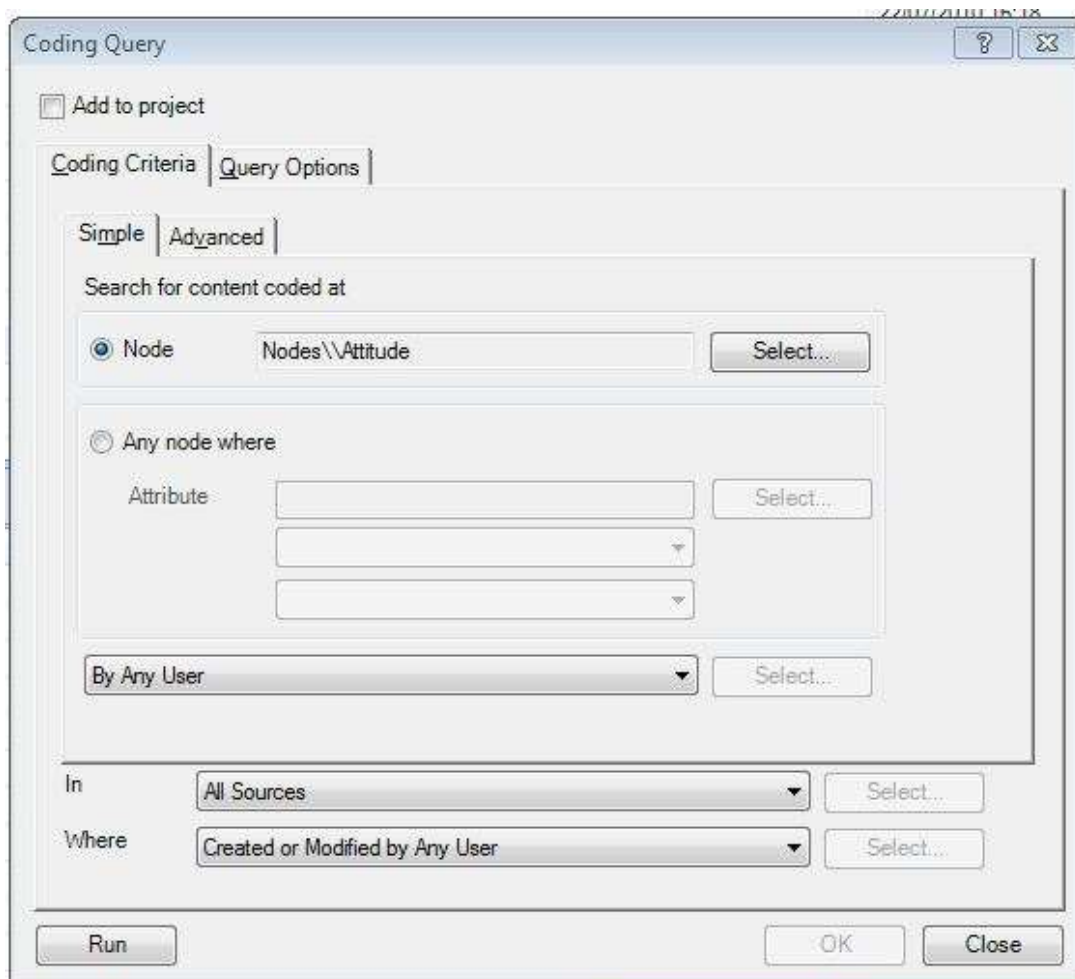 Coding Query
Add to project
Coding Criteria Query Options
Simple Advanced
Search for content coded at
Node Nodes\\Attitude Select...
Any node where
Attribute Select...
By Any User Select...
In All Sources Select...
Where Created or Modified by Any User Select...
Run OK Close